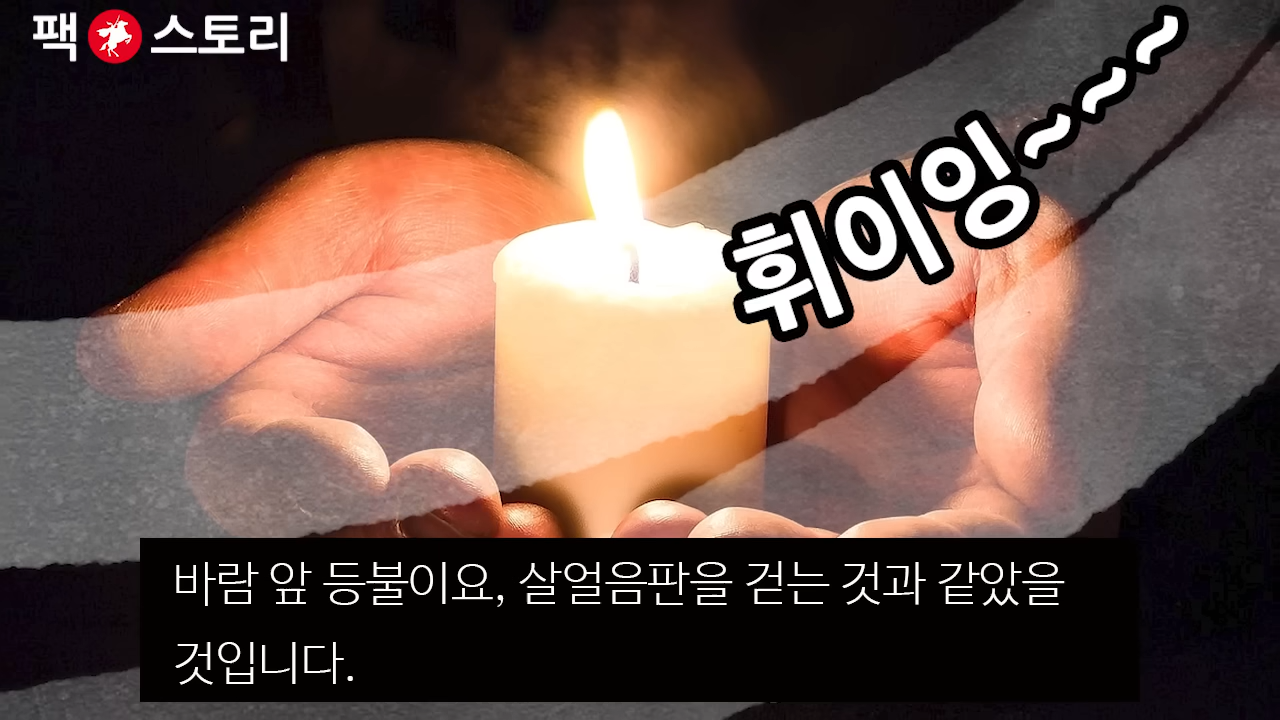 팩 스토리
휘이잉~~~
바람 앞 등불이요, 살얼음판을 걷는 것과 같았을
것입니다.